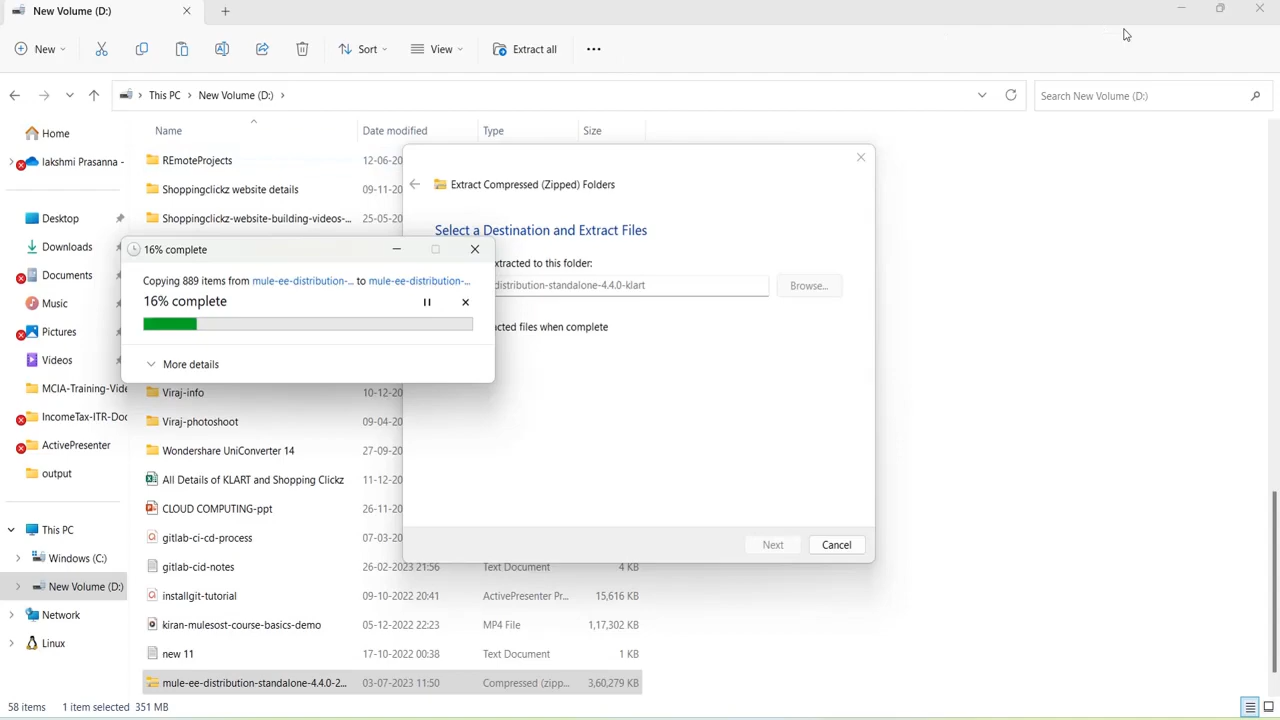 New Volume (D:)
New
Sort
View
Extract all
This PC
New Volume (D:)
Search New Volume (D:)
Name
Date modified
Type
Size
Home
lakshmi Prasanna -
Desktop
Downloads
Documents
Music
Pictures
Videos
MCIA-Training-Vide
IncomeTax-ITR-Doc
ActivePresenter
output
This PC
Windows (C:)
New Volume (D:)
Network
Linux
REmoteProjects 12-06-20
Shoppingclickz website details 09-11-20
Shoppingclickz-website-building-videos-... 25-05-20
Viraj-info 10-12-20
Viraj-photoshoot 09-04-20
Wondershare UniConverter 14 27-09-20
All Details of KLART and Shopping Clickz 11-12-20
CLOUD COMPUTING-ppt 26-11-20
gitlab-ci-cd-process 07-03-20
gitlab-cid-notes 26-02-2023 21:56 Text Document 4 KB
installgit-tutorial 09-10-2022 20:41 ActivePresenter Pr... 15,616 KB
kiran-mulesost-course-basics-demo 05-12-2022 22:23 MP4 File 1,17,302 KB
new 11 17-10-2022 00:38 Text Document 1 KB
mule-ee-distribution-standalone-4.4.0-2... 03-07-2023 11:50 Compressed (zipp... 3,60,279 KB
16% complete
Copying 889 items from mule-ee-distribution-... to mule-ee-distribution-...
16% complete
More details
Extract Compressed (Zipped) Folders
Select a Destination and Extract Files
xtracted to this folder:
distribution-standalone-4.4.0-klart
Browse...
cted files when complete
Next
Cancel
58 items
1 item selected 351 MB